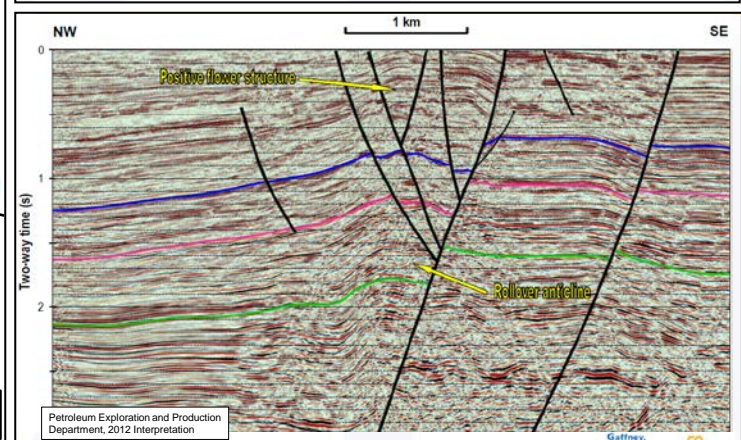 NW
1 km
SE
0
Positive flower structure
1
Two-way time (s)
Rollover anticline
2
Petroleum Exploration and Production
Department, 2012 Interpretation
Gaffney,